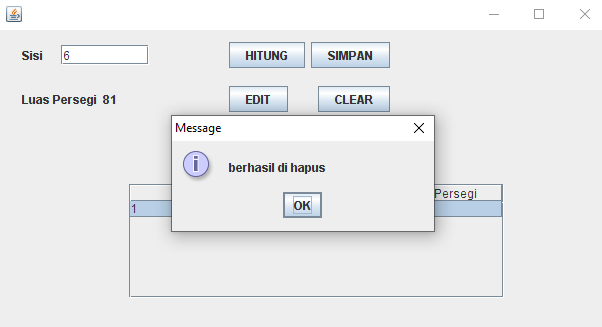 Sisi 6 HITUNG SIMPAN
Luas Persegi 81 EDIT CLEAR
Message
berhasil di hapus
OK
Persegi
1